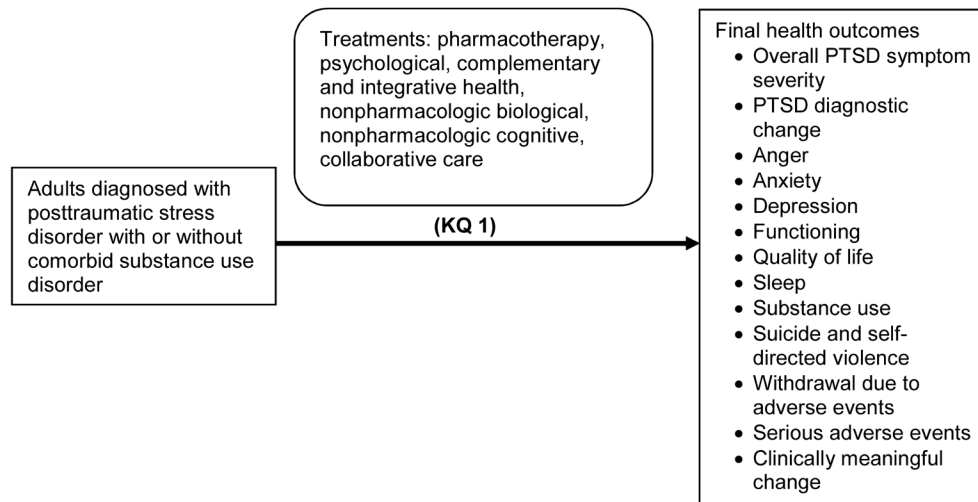 Treatments: pharmacotherapy,
psychological, complementary
and integrative health,
nonpharmacologic biological,
nonpharmacologic cognitive,
collaborative care
Adults diagnosed with
posttraumatic stress
disorder with or without
comorbid substance use
disorder
(KQ 1)
Final health outcomes
• Overall PTSD symptom
severity
• PTSD diagnostic
change
• Anger
• Anxiety
• Depression
• Functioning
• Quality of life
• Sleep
• Substance use
• Suicide and self-
directed violence
• Withdrawal due to
adverse events
• Serious adverse events
• Clinically meaningful
change